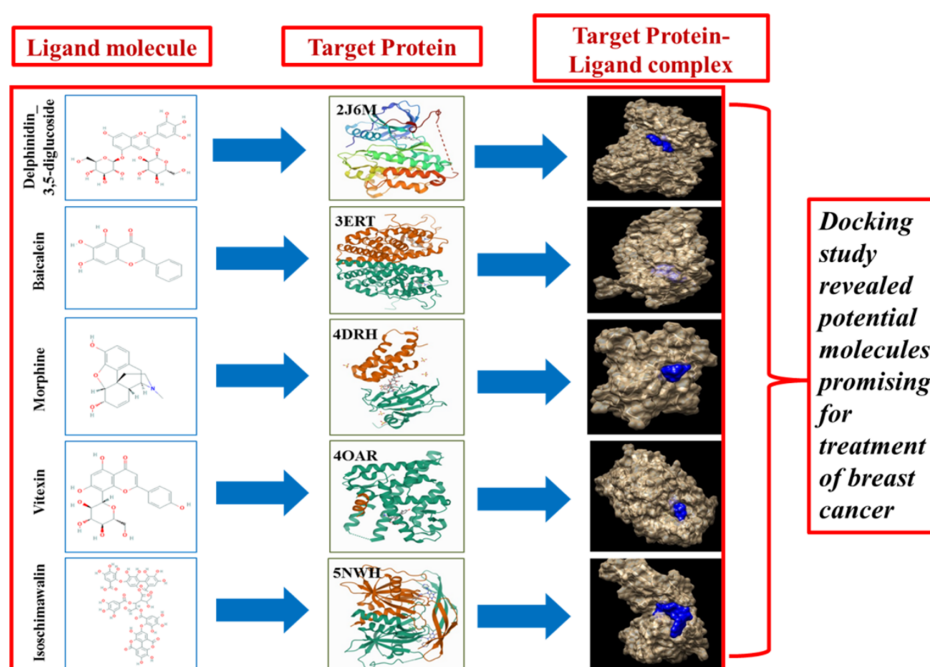 Ligand molecule
Target Protein
Target Protein-
Ligand complex
Delphinidin_
3,5-diglucoside
2J6M
Baicalein
3ERT
Morphine
4DRH
Vitexin
4OAR
Isoschimawalin
5NWH
Docking
study
revealed
potential
molecules
promising
for
treatment
of breast
cancer